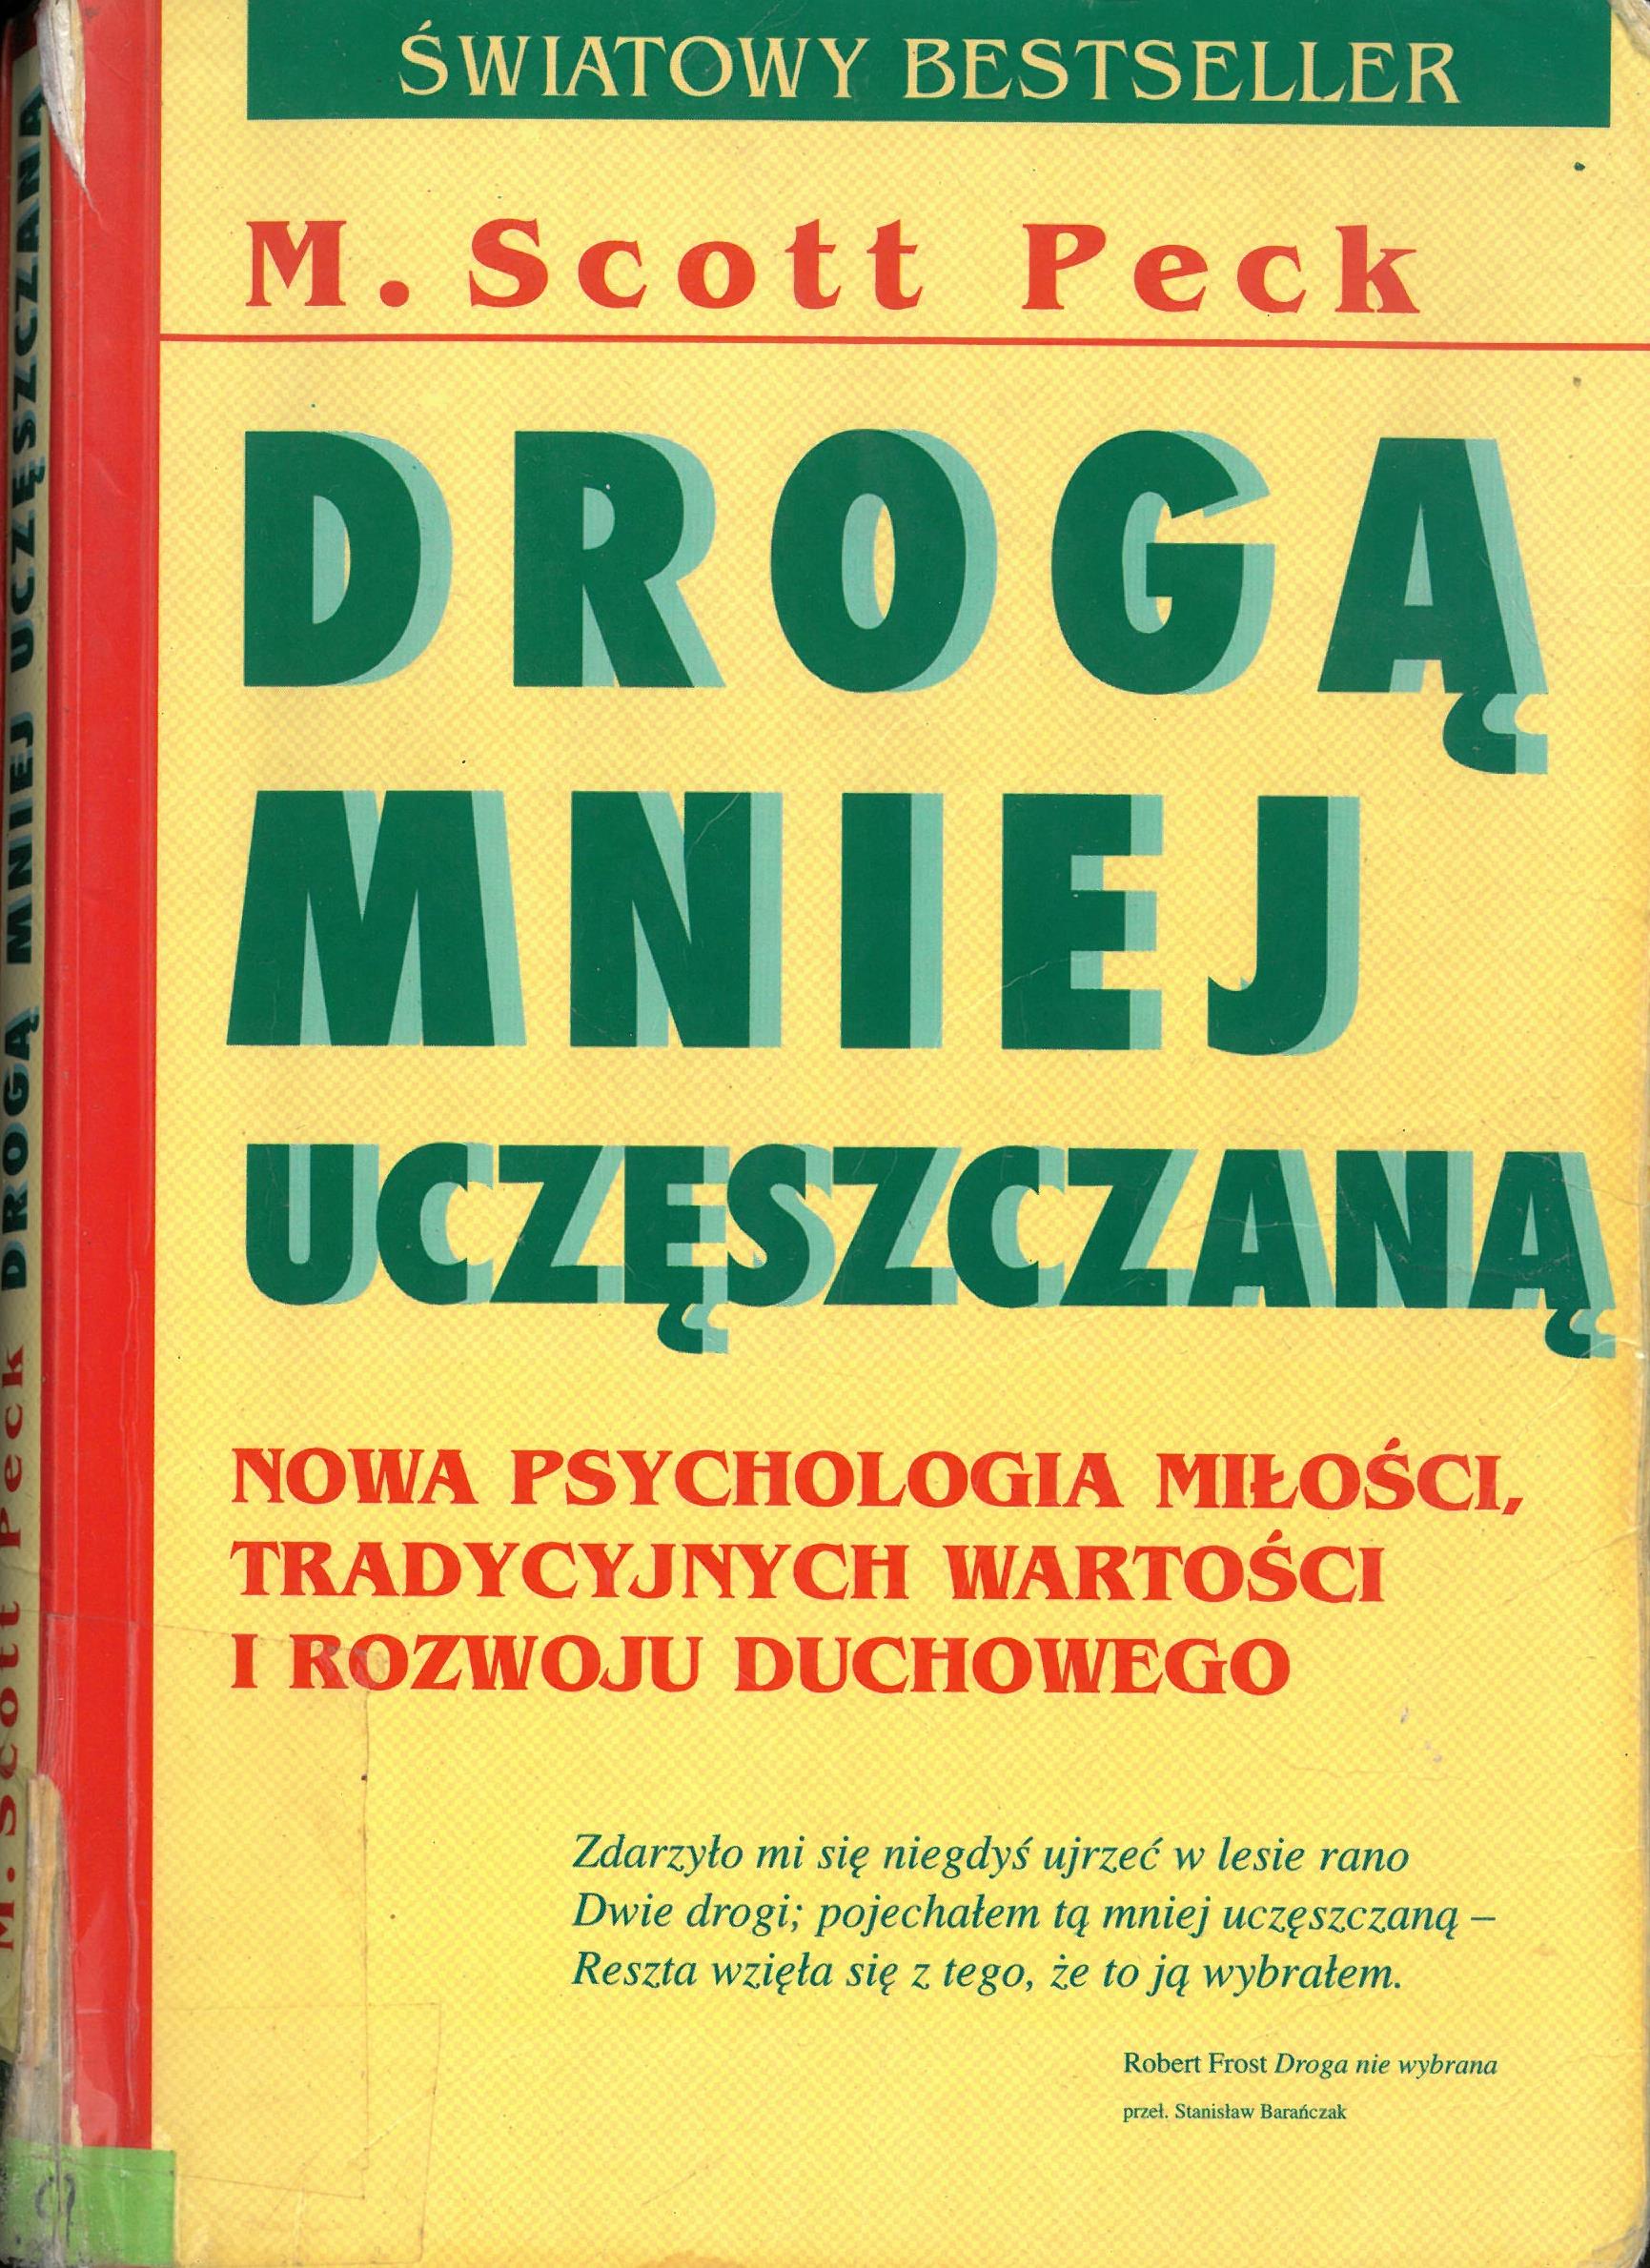 ŚWIATOWY BESTSELLER
M. Scott Peck
DROGĄ
MNIEJ
UCZĘSZCZANĄ
NOWA PSYCHOLOGIA MIŁOŚCI,
TRADYCYJNYCH WARTOŚCI
I ROZWOJU DUCHOWEGO
Zdarzyło mi się niegdyś ujrzeć w lesie rano
Dwie drogi; pojechałem tą mniej uczęszczaną –
Reszta wzięła się z tego, że to ją wybrałem.
Robert Frost Droga nie wybrana
przeł. Stanisław Barańczak
M. Scott Peck DROGĄ MNIEJ UCZĘSZCZANĄ